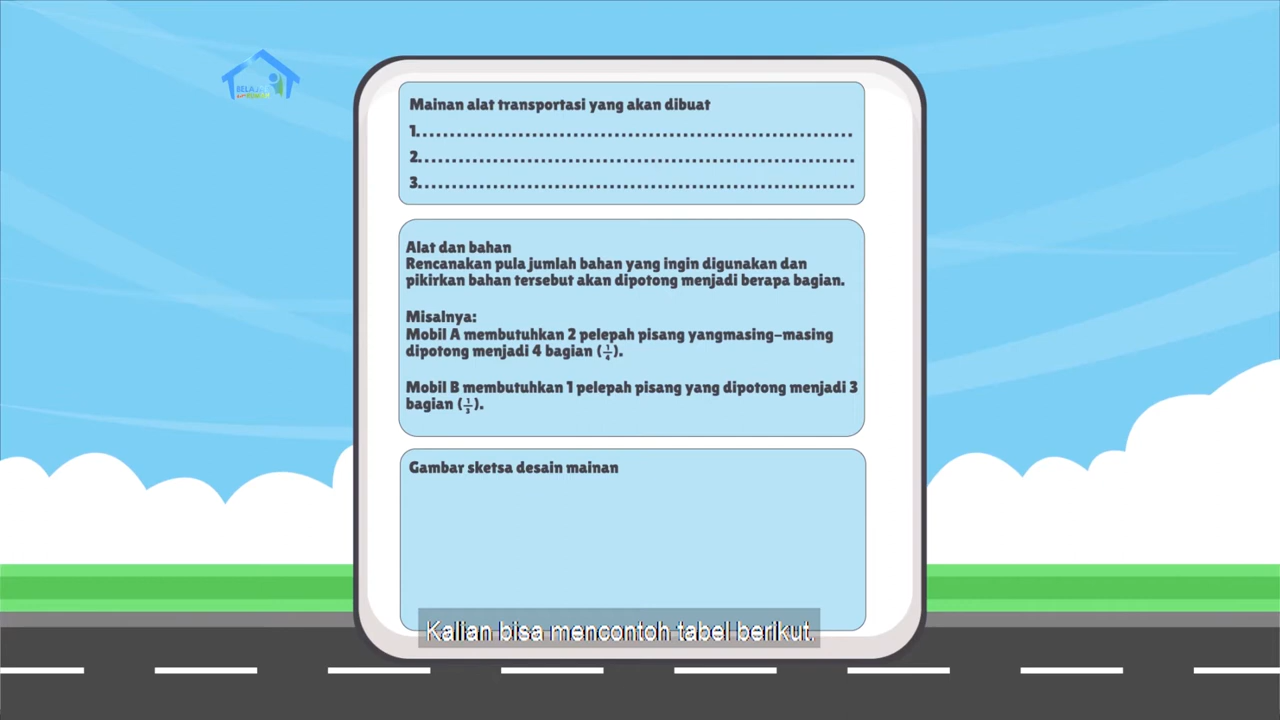 BELAJAR
Mainan alat transportasi yang akan dibuat
1.................................................................
2.................................................................
3.................................................................
Alat dan bahan
Rencanakan pula jumlah bahan yang ingin digunakan dan
pikirkan bahan tersebut akan dipotong menjadi berapa bagian.
Misalnya:
Mobil A membutuhkan 2 pelepah pisang yangmasing-masing
dipotong menjadi 4 bagian (1/4).
Mobil B membutuhkan 1 pelepah pisang yang dipotong menjadi 3
bagian (1/3).
Gambar sketsa desain mainan
Kalian bisa mencontoh tabel berikut.